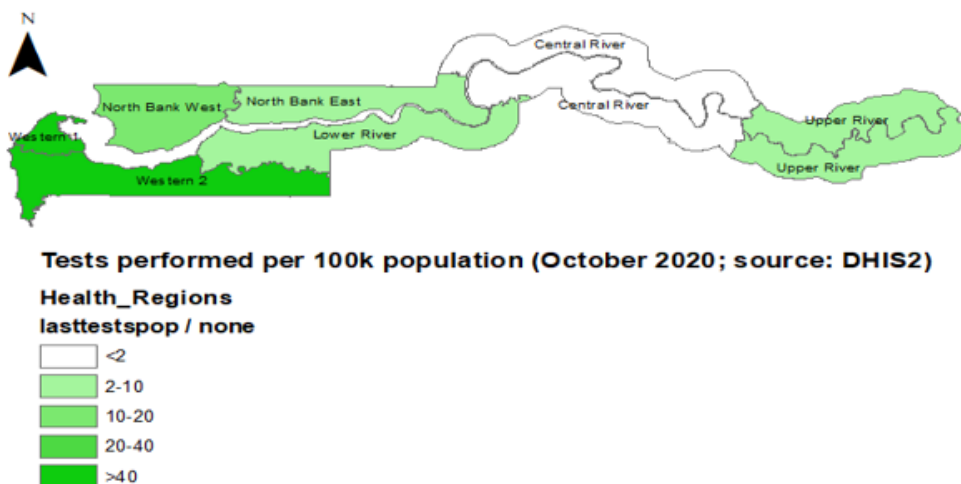 N
Central River
North Bank West
North Bank East
Central River
Lower River
Upper River
Western 1
Upper River
Western 2
Tests performed per 100k population (October 2020; source: DHIS2)
Health_Regions
lasttestspop / none
<2
2-10
10-20
20-40
>40